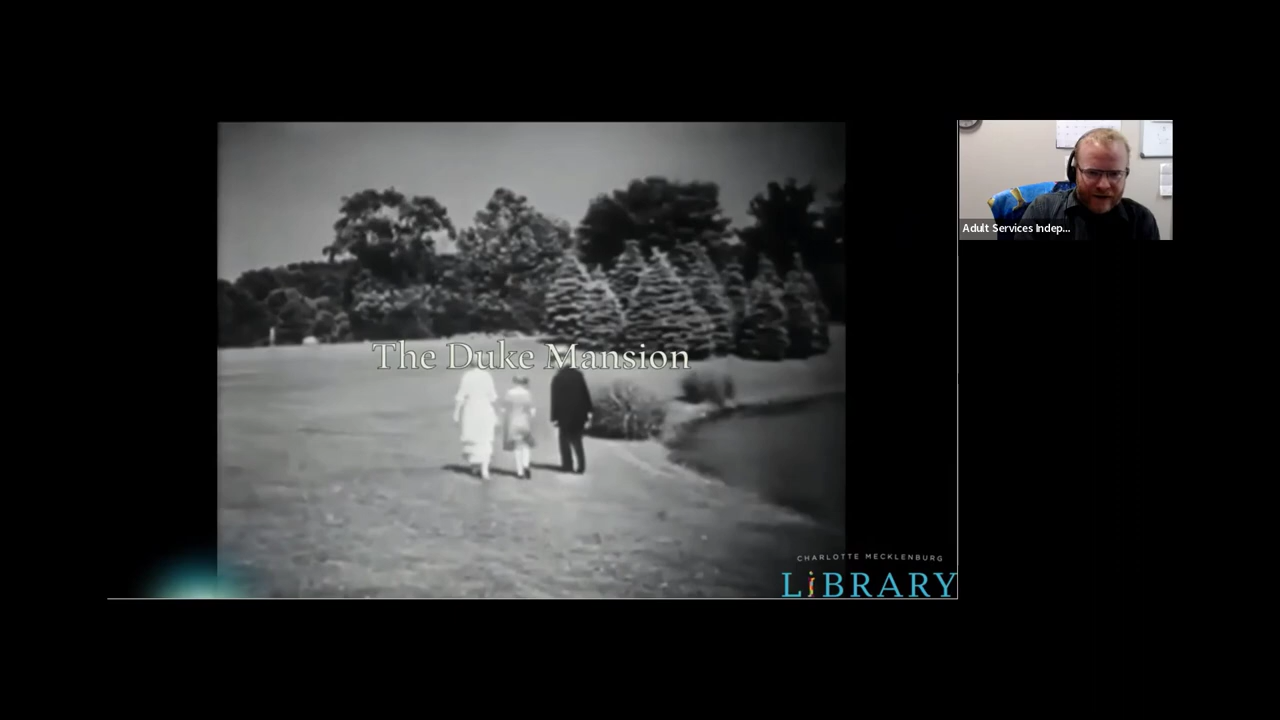 The Duke Mansion
Adult Services Indep...
CHARLOTTE MECKLENBURG
LiBRARY